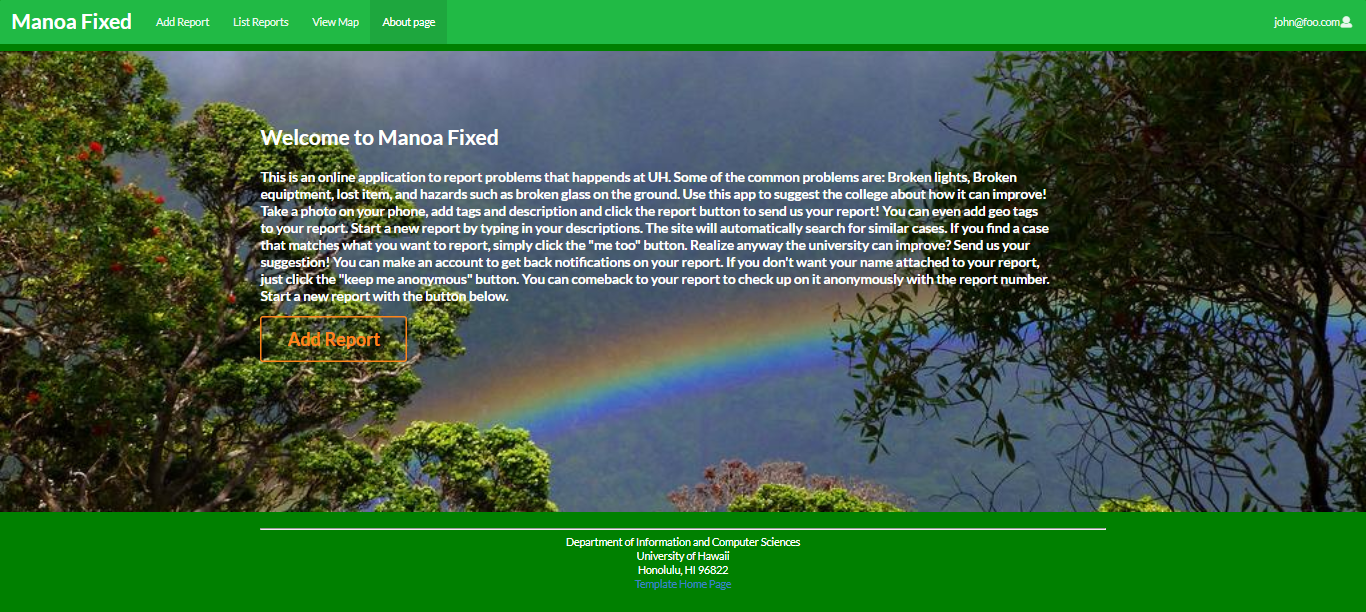 Manoa Fixed Add Report List Reports View Map About page john@foo.com
Welcome to Manoa Fixed
This is an online application to report problems that happends at UH. Some of the common problems are: Broken lights, Broken
equiptment, lost item, and hazards such as broken glass on the ground. Use this app to suggest the college about how it can improve!
Take a photo on your phone, add tags and description and click the report button to send us your report! You can even add geo tags
to your report. Start a new report by typing in your descriptions. The site will automatically search for similar cases. If you find a case
that matches what you want to report, simply click the "me too" button. Realize anyway the university can improve? Send us your
suggestion! You can make an account to get back notifications on your report. If you don't want your name attached to your report,
just click the "keep me anonymous" button. You can comeback to your report to check up on it anonymously with the report number.
Start a new report with the button below.
Add Report
Department of Information and Computer Sciences
University of Hawaii
Honolulu, HI 96822
Template Home Page